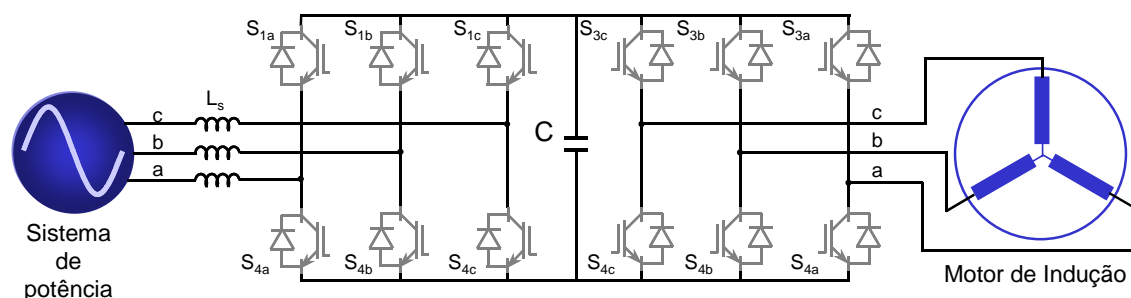 S1a
S1b
S1c
S3c
S3b
S3a
Ls
c
b
a
C
c
b
a
S4a
S4b
S4c
S4c
S4b
S4a
Sistema
de
potência
Motor de Indução